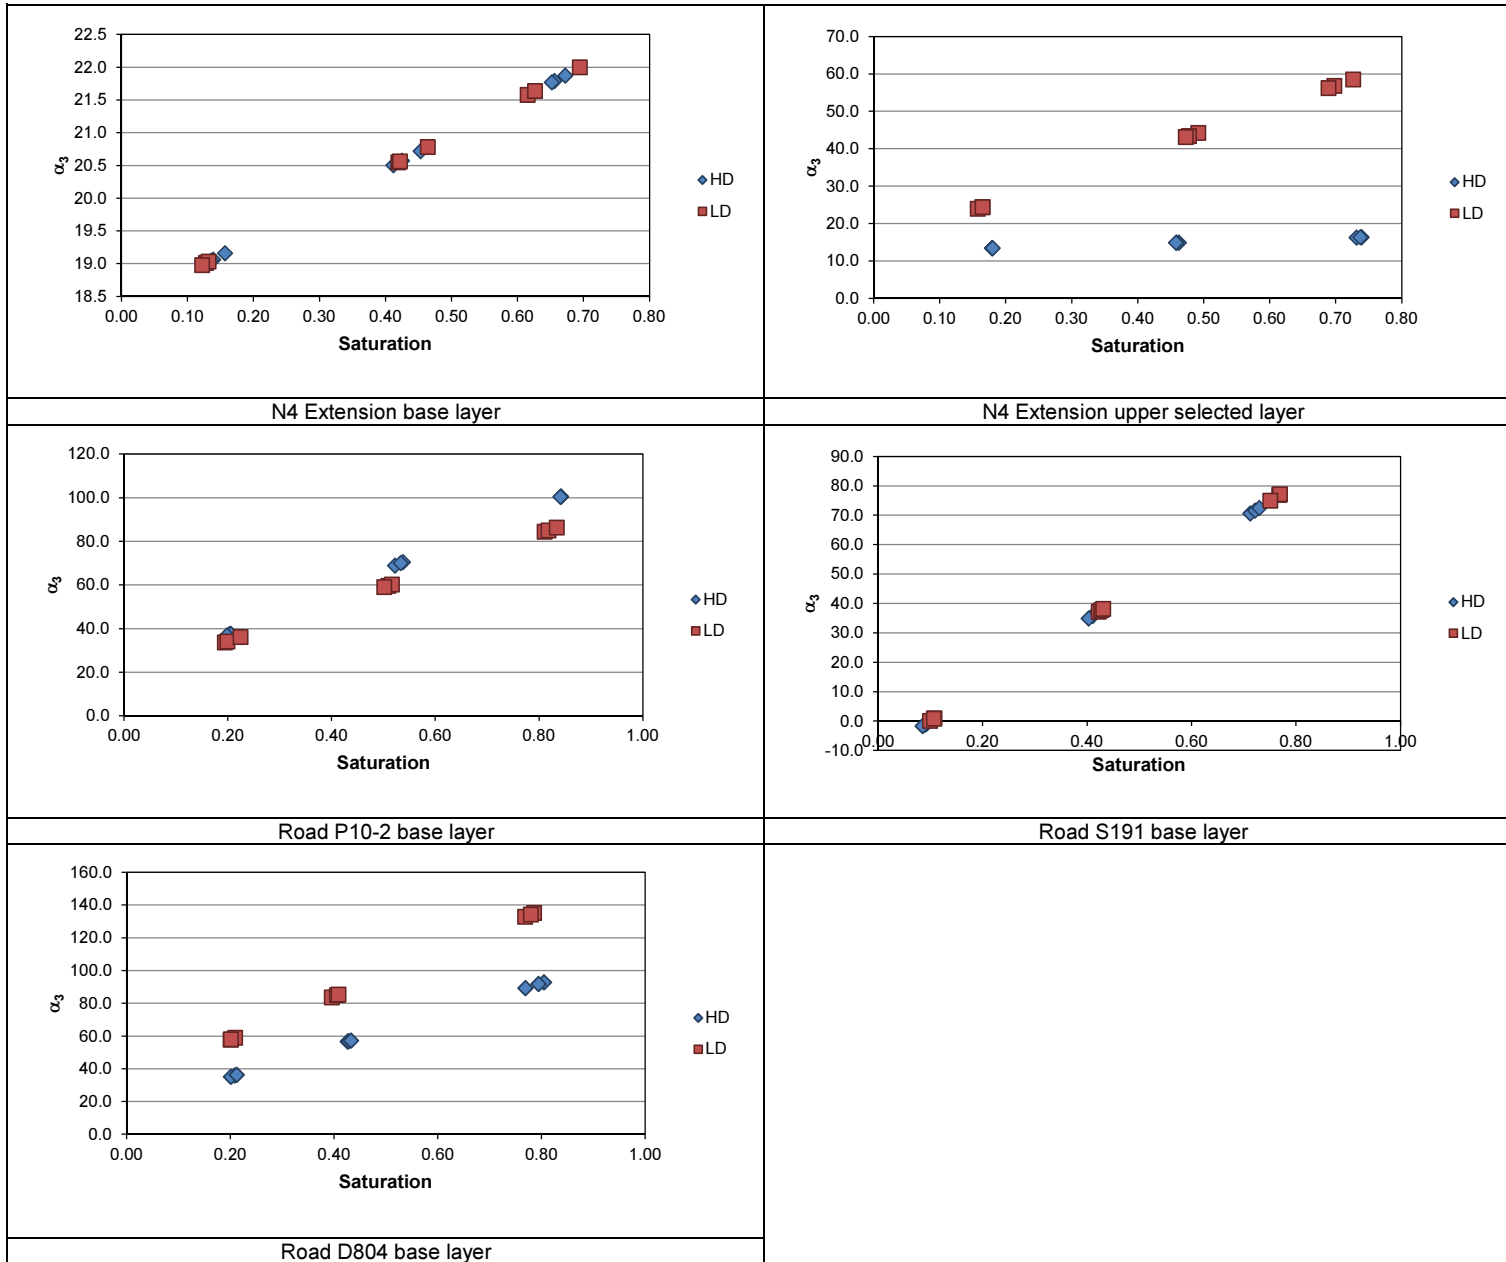 22.5
22.0
21.5
21.0
20.5
20.0
19.5
19.0
18.5
α3
0.00 0.10 0.20 0.30 0.40 0.50 0.60 0.70 0.80
Saturation
HD
LD
N4 Extension base layer
70.0
60.0
50.0
40.0
30.0
20.0
10.0
0.0
α3
0.00 0.10 0.20 0.30 0.40 0.50 0.60 0.70 0.80
Saturation
HD
LD
N4 Extension upper selected layer
120.0
100.0
80.0
60.0
40.0
20.0
0.0
α3
0.00 0.20 0.40 0.60 0.80 1.00
Saturation
HD
LD
Road P10-2 base layer
90.0
80.0
70.0
60.0
50.0
40.0
30.0
20.0
10.0
0.0
-10.0
α3
0.00 0.20 0.40 0.60 0.80 1.00
Saturation
HD
LD
Road S191 base layer
160.0
140.0
120.0
100.0
80.0
60.0
40.0
20.0
0.0
α3
0.00 0.20 0.40 0.60 0.80 1.00
Saturation
HD
LD
Road D804 base layer